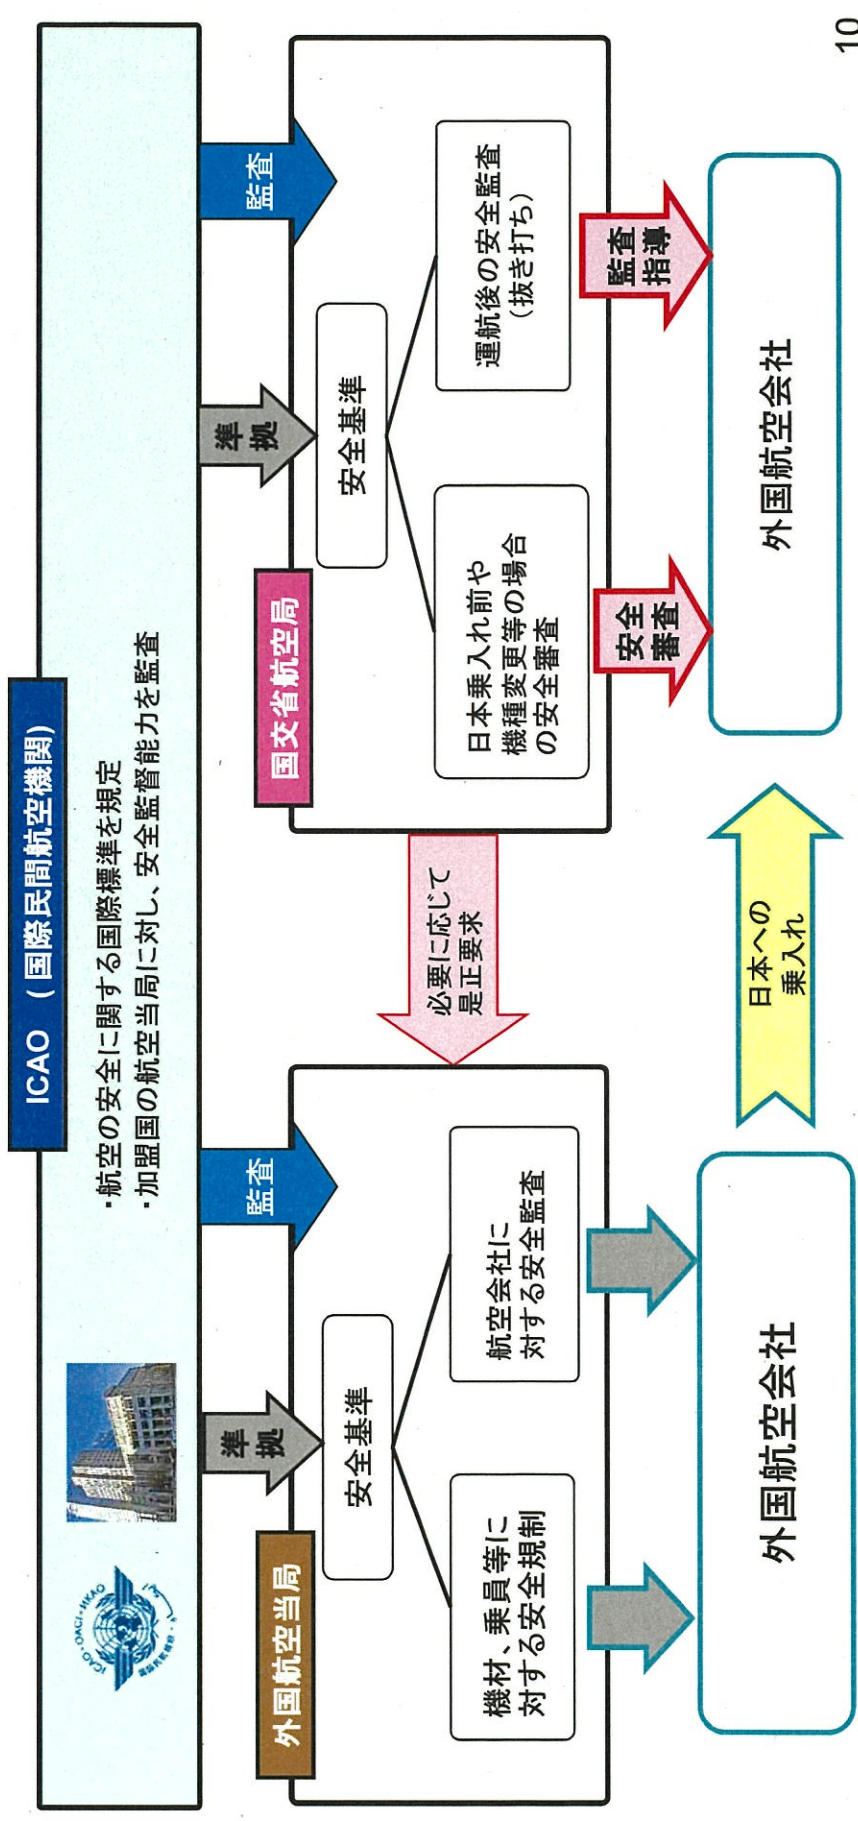 ICAO (国際民間航空機関)
・航空の安全に関する国際標準を規定
・加盟国の航空当局に対し、安全監督能力を監査
ICAO・OACI・ИКАО
準
拠
監査
準
拠
監査
外国航空当局
安全基準
機材、乗員等に
対する安全規制
航空会社に
対する安全監査
必要に応じて
是正要求
国交省航空局
安全基準
日本乗入れ前や
機種変更等の場合
の安全審査
運航後の安全監査
(抜き打ち)
安全
審査
監査
指導
外国航空会社
日本への
乗入れ
外国航空会社
10